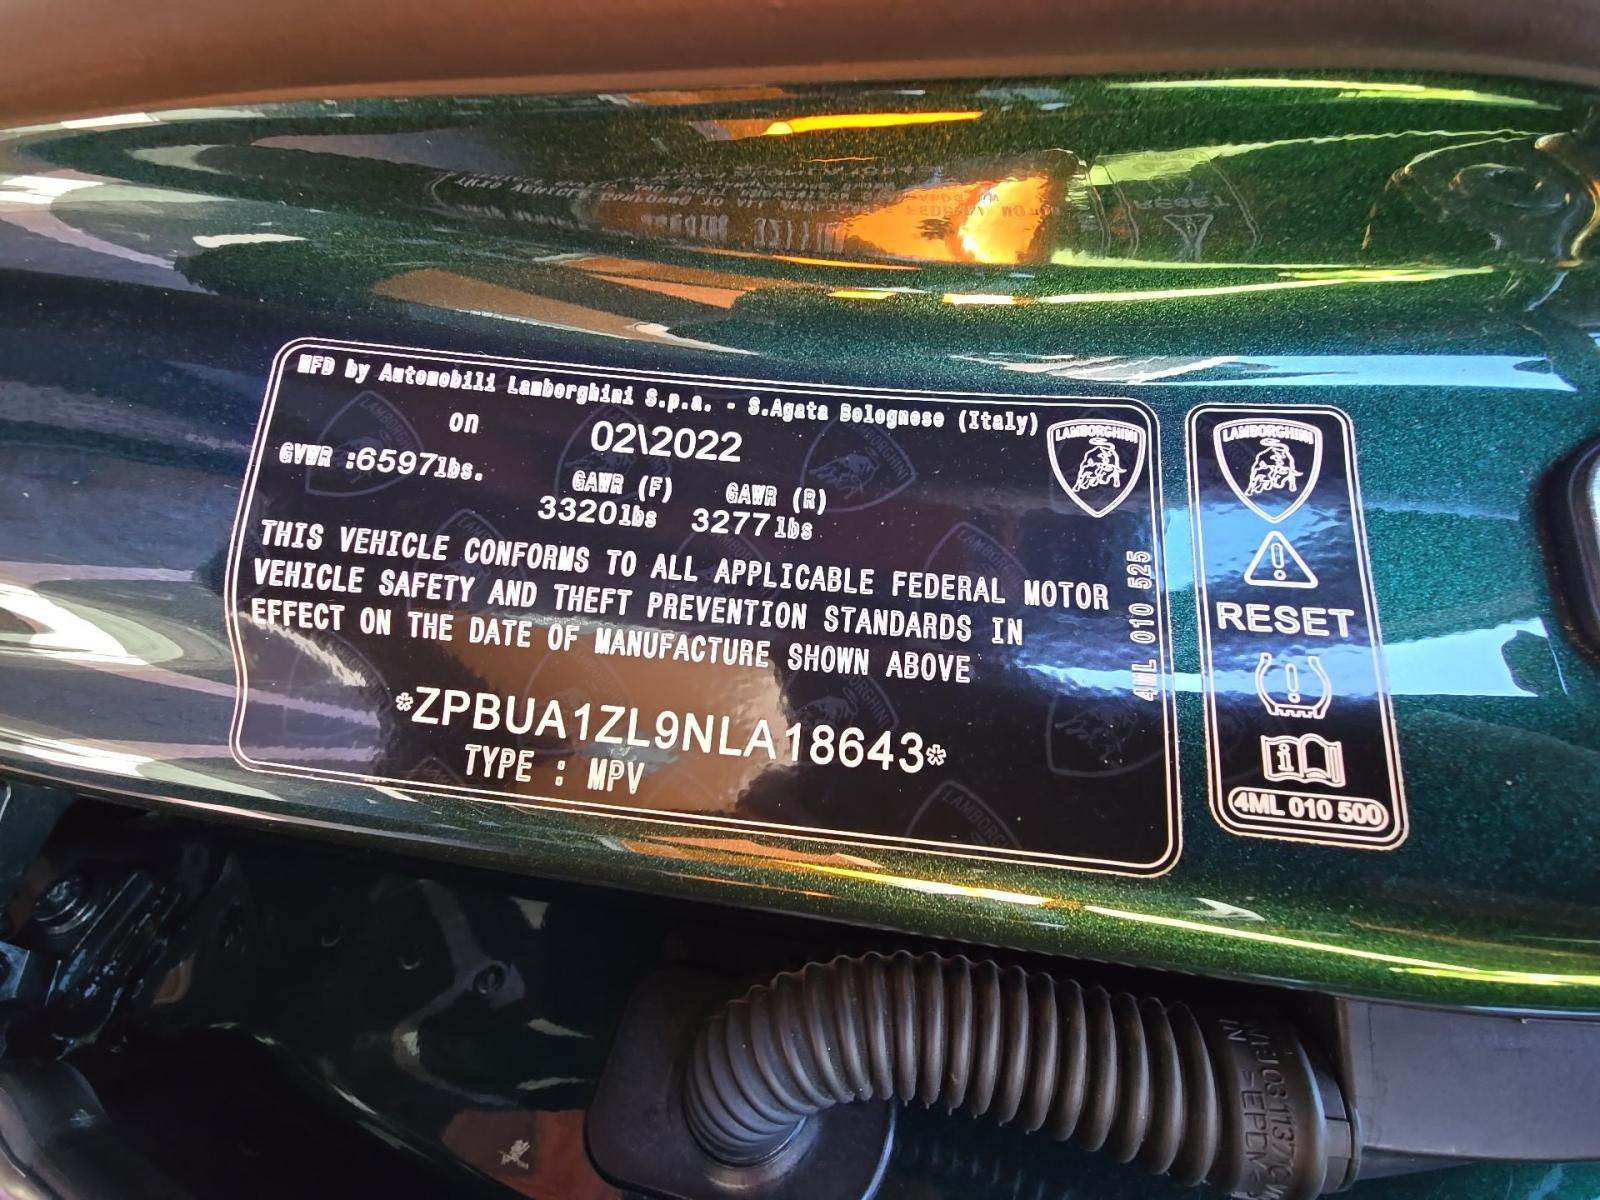 MFD by Automobili Lamborghini S.p.a. - S.Agata Bolognese (Italy)
on 02\2022
GVWR :6597lbs.
GAWR (F) GAWR (R)
3320lbs 3277lbs
THIS VEHICLE CONFORMS TO ALL APPLICABLE FEDERAL MOTOR
VEHICLE SAFETY AND THEFT PREVENTION STANDARDS IN
EFFECT ON THE DATE OF MANUFACTURE SHOWN ABOVE
*ZPBUA1ZL9NLA18643*
TYPE : MPV
LAMBORGHINI
4ML 010 525
LAMBORGHINI
RESET
4ML 010 500